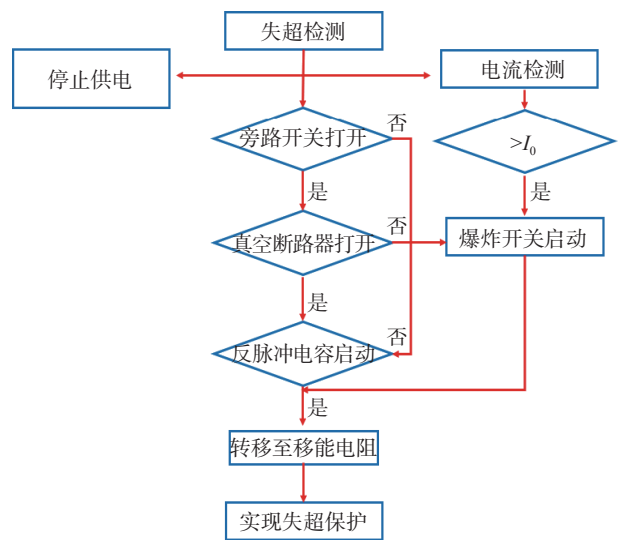 失超检测
停止供电
电流检测
旁路开关打开
否
>I₀
是
是
真空断路器打开
否
爆炸开关启动
是
反脉冲电容启动
否
是
转移至移能电阻
实现失超保护